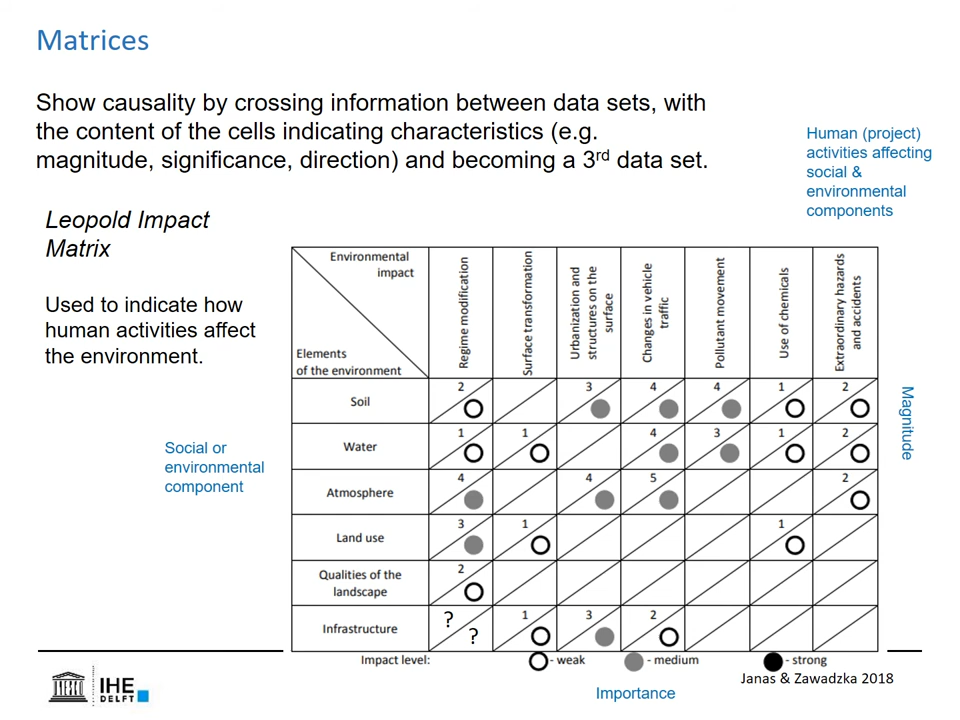 Matrices
Show causality by crossing information between data sets, with
the content of the cells indicating characteristics (e.g.
magnitude, significance, direction) and becoming a 3rd data set.
Human (project)
activities affecting
social &
environmental
components
Leopold Impact
Matrix
Used to indicate how
human activities affect
the environment.
Social or
environmental
component
Environmental
impact
Elements
of the environment
Regime modification
Surface transformation
Urbanization and
structures on the
surface
Changes in vehicle
traffic
Pollutant movement
Use of chemicals
Extraordinary hazards
and accidents
Soil 2 3 4 4 1 2
Water 1 1 4 3 1 2
Atmosphere 4 4 5 2
Land use 3 1 1
Qualities of the
landscape 2
Infrastructure ? ? 1 3 2
Magnitude
Impact level: - weak - medium - strong
Janas & Zawadzka 2018
Importance
IHE
DELFT